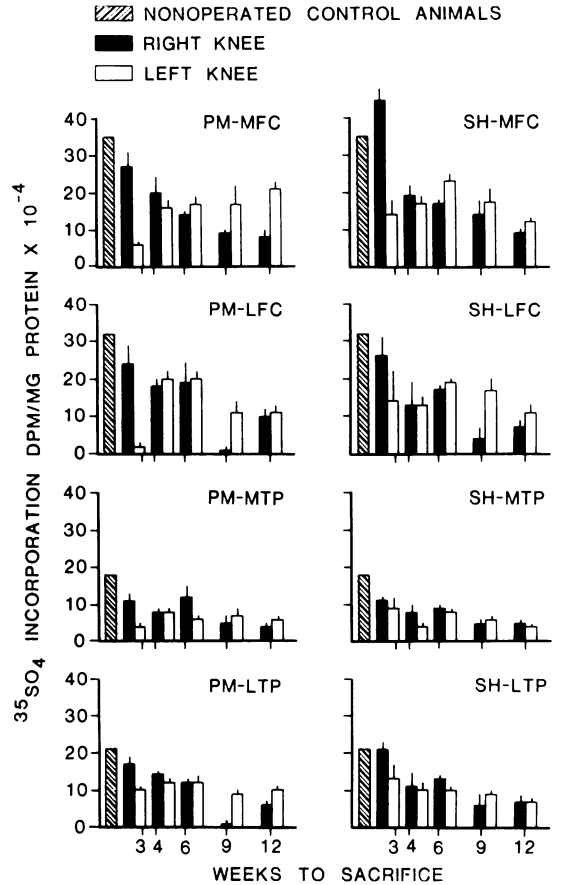 NONOPERATED CONTROL ANIMALS
RIGHT KNEE
LEFT KNEE
35SO4 INCORPORATION DPM/MG PROTEIN X 10-4
PM-MFC
40
30
20
10
0
SH-MFC
PM-LFC
40
30
20
10
0
SH-LFC
PM-MTP
40
30
20
10
0
SH-MTP
PM-LTP
40
30
20
10
0
SH-LTP
3 4 6 9 12
3 4 6 9 12
WEEKS TO SACRIFICE